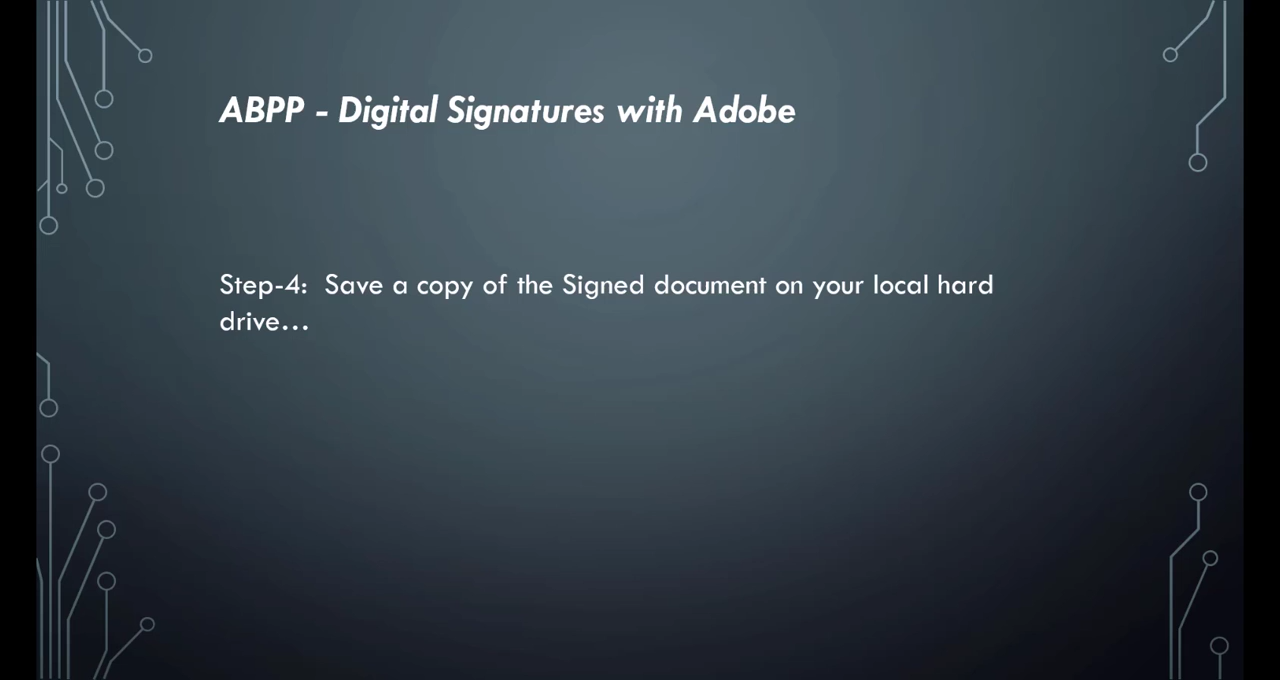 ABPP - Digital Signatures with Adobe
Step-4:  Save a copy of the Signed document on your local hard
drive…